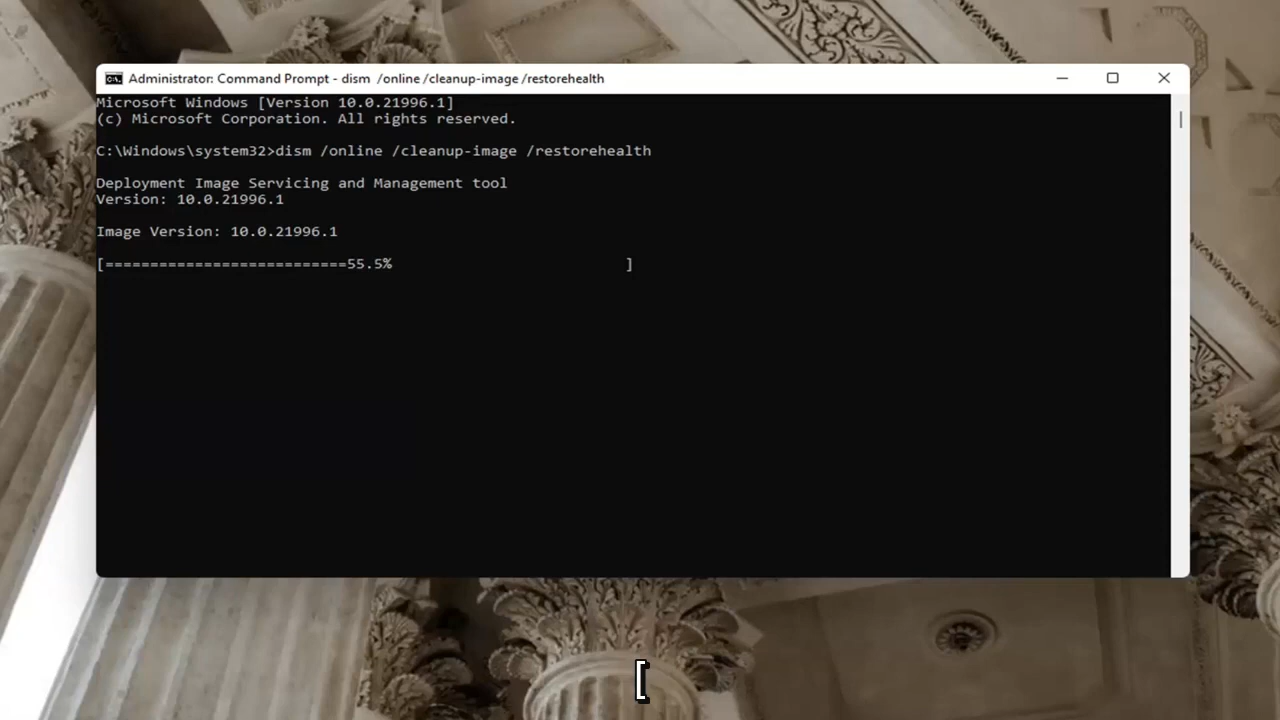 Administrator: Command Prompt - dism  /online /cleanup-image /restorehealth
Microsoft Windows [Version 10.0.21996.1]
(c) Microsoft Corporation. All rights reserved.
C:\Windows\system32>dism /online /cleanup-image /restorehealth
Deployment Image Servicing and Management tool
Version: 10.0.21996.1
Image Version: 10.0.21996.1
[===========================55.5%                          ]
[